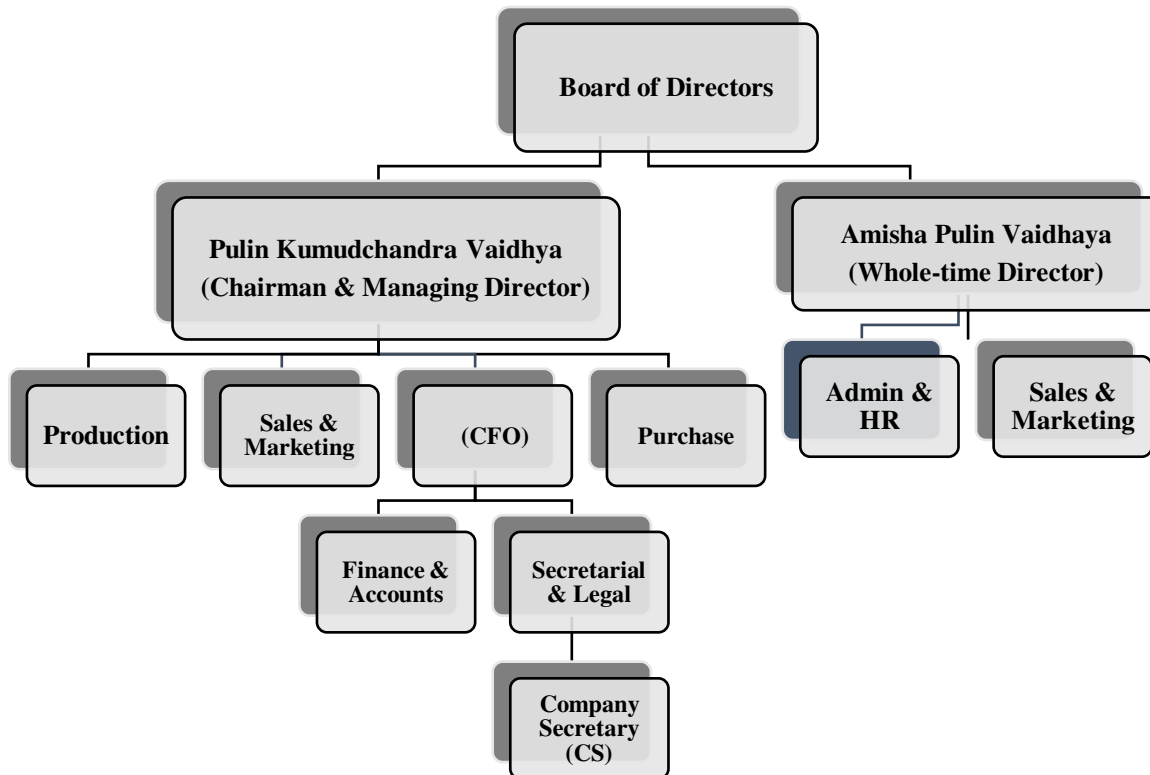 Board of Directors
Pulin Kumudchandra Vaidhya
(Chairman & Managing Director)
Amisha Pulin Vaidhaya
(Whole-time Director)
Production
Sales &
Marketing
(CFO)
Purchase
Admin &
HR
Sales &
Marketing
Finance &
Accounts
Secretarial
& Legal
Company
Secretary
(CS)